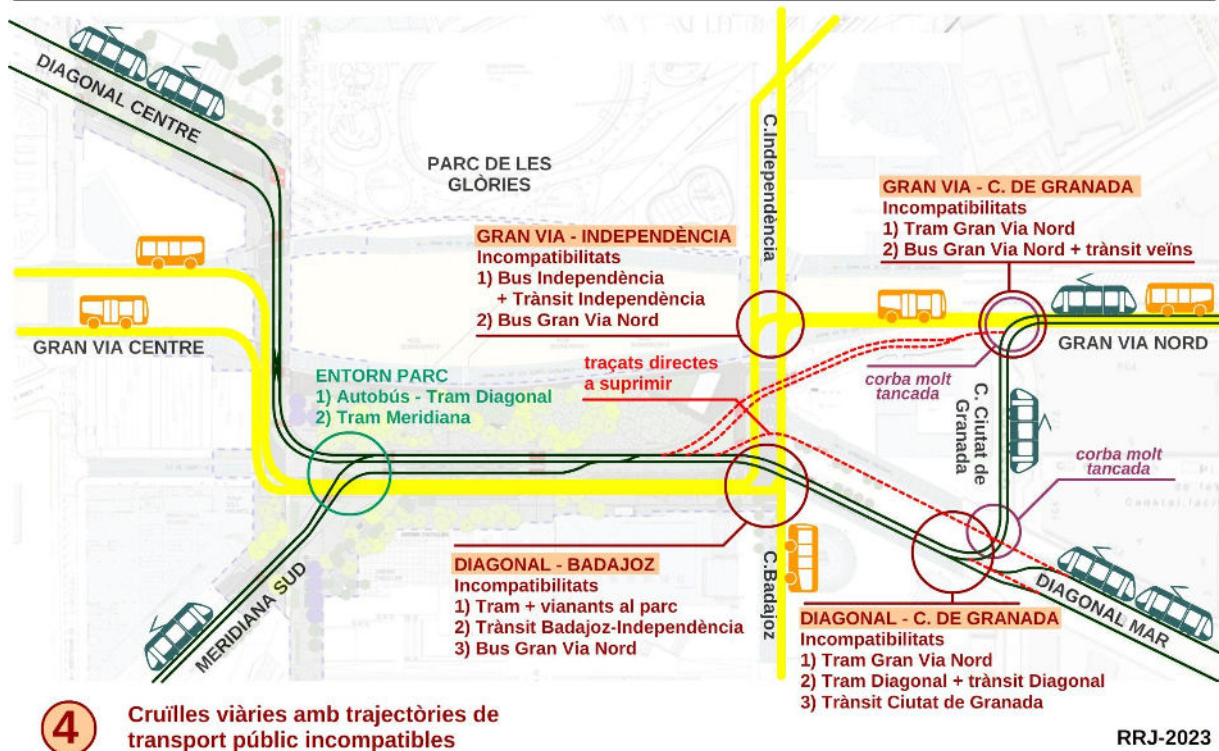 DIAGONAL CENTRE
PARC DE LES
GLÒRIES
C.Independència
GRAN VIA - C. DE GRANADA
Incompatibilitats
1) Tram Gran Via Nord
2) Bus Gran Via Nord + trànsit veïns
GRAN VIA - INDEPENDÈNCIA
Incompatibilitats
1) Bus Independència
+ Trànsit Independència
2) Bus Gran Via Nord
GRAN VIA CENTRE
GRAN VIA NORD
traçats directes
a suprimir
corba molt
tancada
ENTORN PARC
1) Autobús - Tram Diagonal
2) Tram Meridiana
C. Ciutat de
Granada
corba molt
tancada
MERIDIANA SUD
DIAGONAL - BADAJOZ
Incompatibilitats
1) Tram + vianants al parc
2) Trànsit Badajoz-Independència
3) Bus Gran Via Nord
C.Badajoz
DIAGONAL MAR
DIAGONAL - C. DE GRANADA
Incompatibilitats
1) Tram Gran Via Nord
2) Tram Diagonal + trànsit Diagonal
3) Trànsit Ciutat de Granada
4
Cruïlles viàries amb trajectòries de
transport públic incompatibles
RRJ-2023